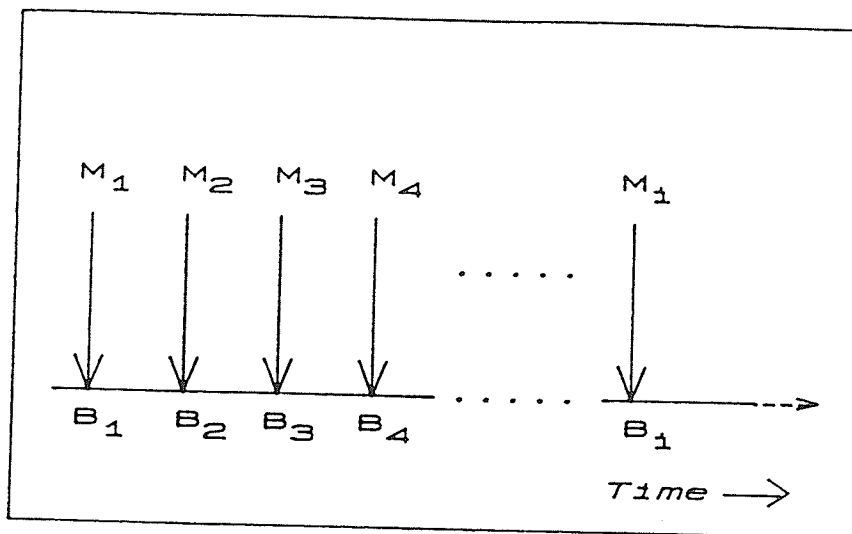 M₁ M₂ M₃ M₄ Mᵢ
.....
.....
B₁ B₂ B₃ B₄ Bᵢ
Time